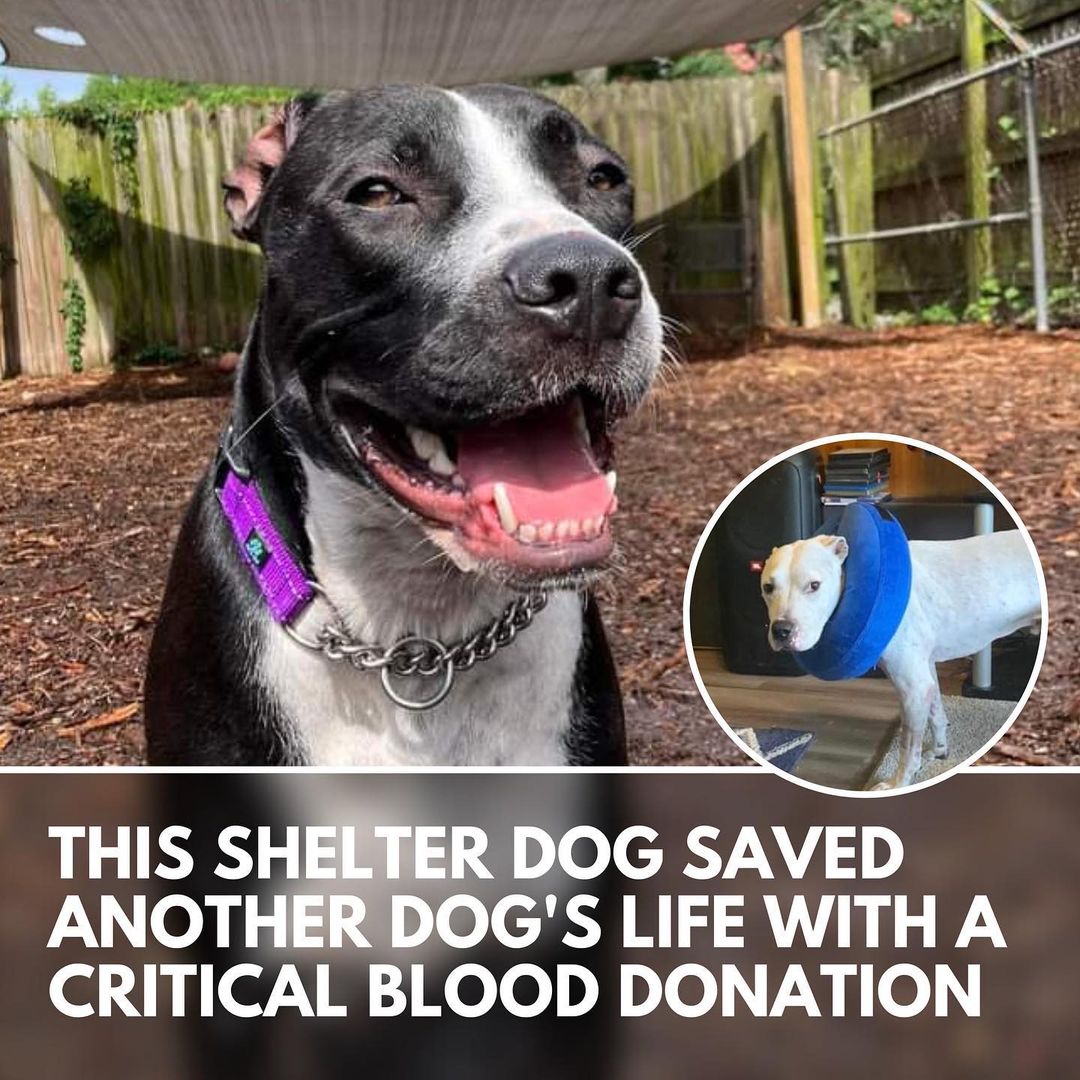 THIS SHELTER DOG SAVED
ANOTHER DOG'S LIFE WITH A
CRITICAL BLOOD DONATION